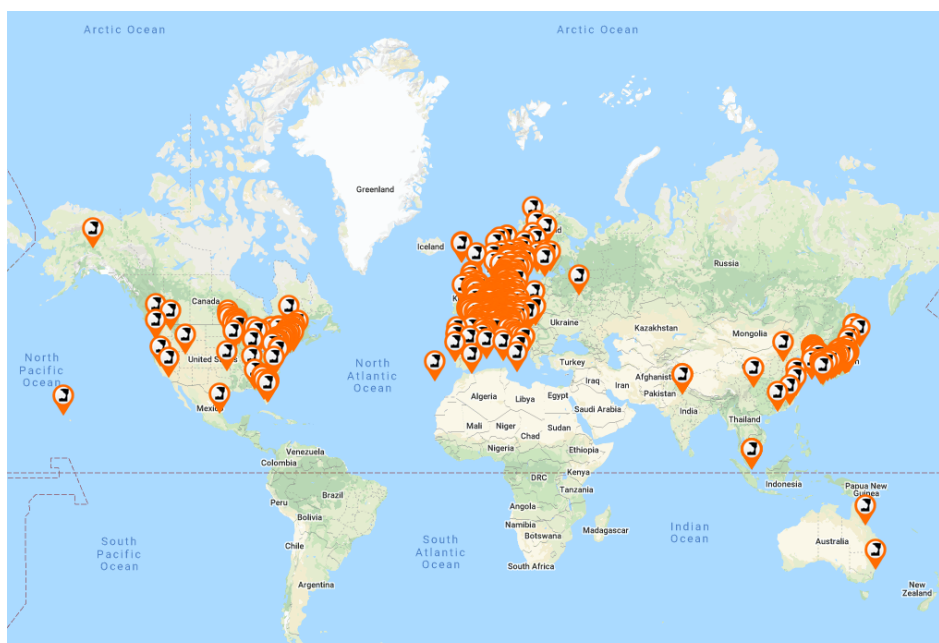 Arctic Ocean
Arctic Ocean
Greenland
Iceland
Russia
Canada
Ukraine
Kazakhstan
Mongolia
United
North
Pacific
Ocean
North
Atlantic
Ocean
Turkey
Afghanistan
Iraq
Iran
Pakistan
Algeria
Libya
Egypt
Saudi Arabia
India
Mali
Niger
Chad
Sudan
Thailand
Nigeria
Ethiopia
Venezuela
Colombia
DRC
Kenya
Tanzania
Indonesia
Papua New
Guinea
Peru
Brazil
Bolivia
Angola
Namibia
Botswana
Madagascar
Indian
Ocean
South
Pacific
Ocean
South
Atlantic
Ocean
Chile
Australia
South Africa
Argentina
New
Zealand